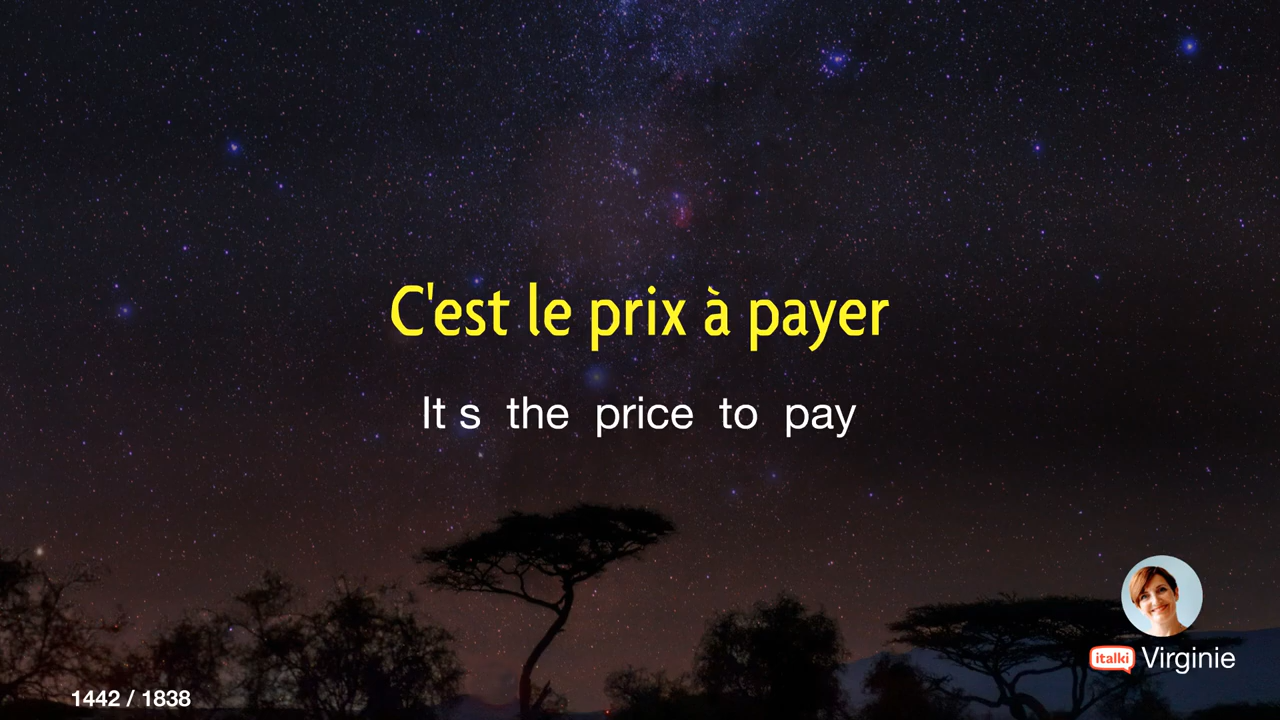 C'est le prix à payer
It s the price to pay
italki Virginie
1442 / 1838